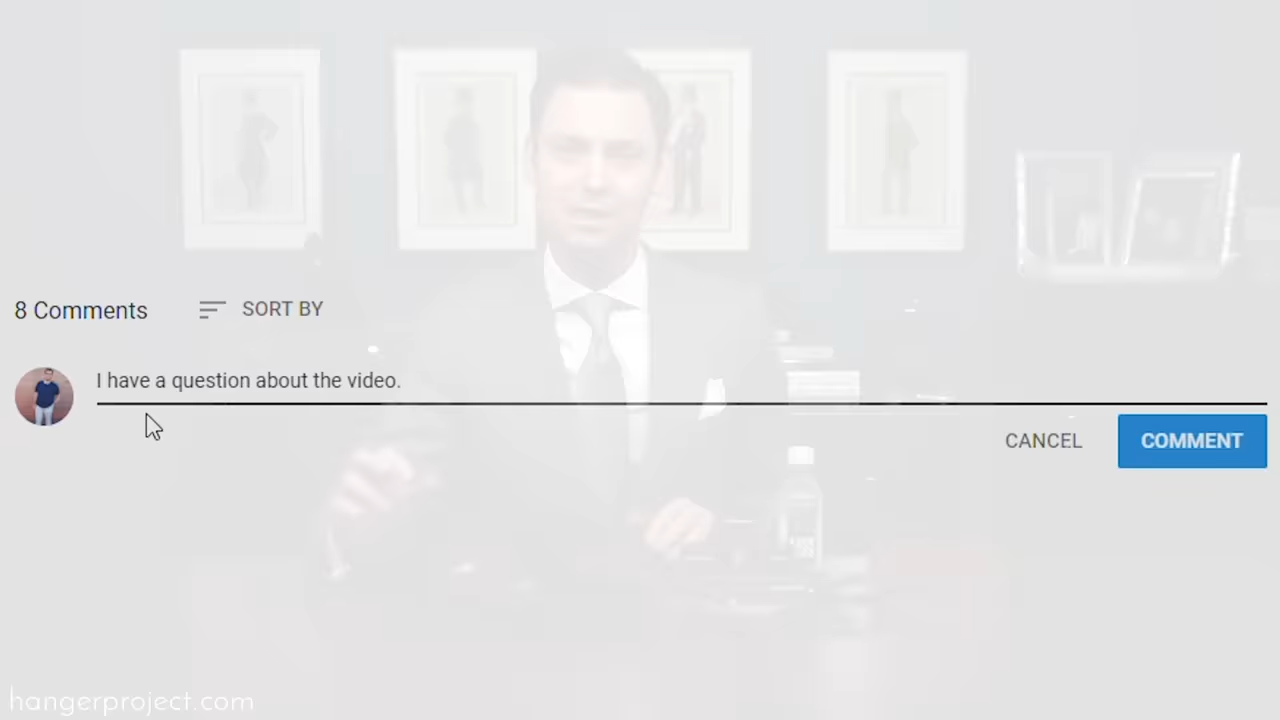 8 Comments
SORT BY
I have a question about the video.
CANCEL
COMMENT
hangerproject.com